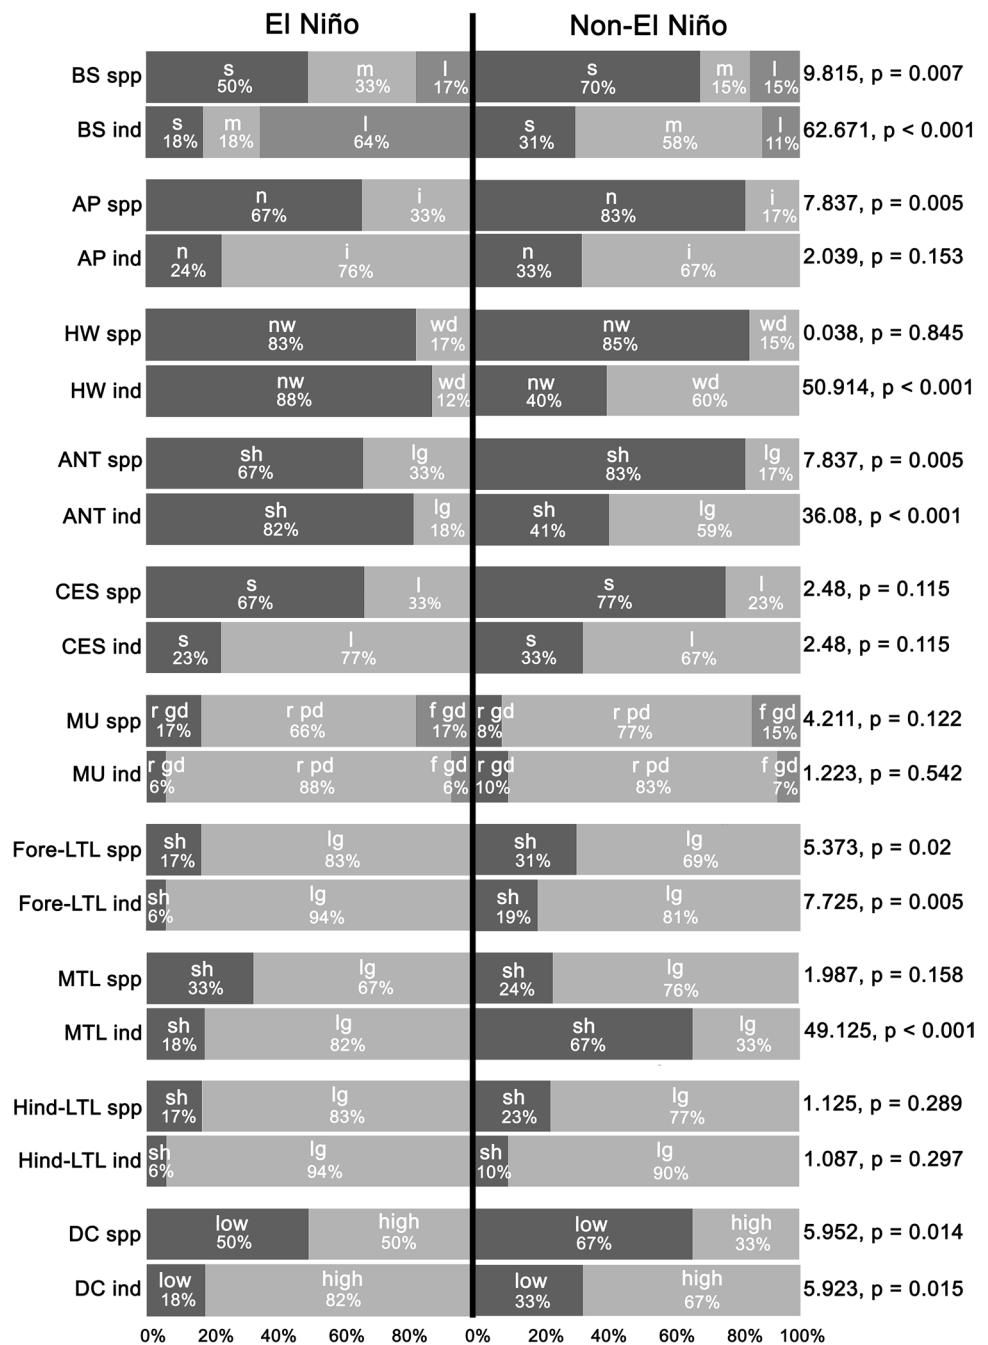 El Niño Non-El Niño
BS spp s m l s m l 9.815, p = 0.007
50% 33% 17% 70% 15% 15%
BS ind s m l s m l 62.671, p < 0.001
18% 18% 64% 31% 58% 11%
AP spp n i n i 7.837, p = 0.005
67% 33% 83% 17%
AP ind n i n i 2.039, p = 0.153
24% 76% 33% 67%
HW spp nw wd nw wd 0.038, p = 0.845
83% 17% 85% 15%
HW ind nw wd nw wd 50.914, p < 0.001
88% 12% 40% 60%
ANT spp sh lg sh lg 7.837, p = 0.005
67% 33% 83% 17%
ANT ind sh lg sh lg 36.08, p < 0.001
82% 18% 41% 59%
CES spp s l s l 2.48, p = 0.115
67% 33% 77% 23%
CES ind s l s l 2.48, p = 0.115
23% 77% 33% 67%
MU spp r gd r pd f gd r gd r pd f gd 4.211, p = 0.122
17% 66% 17% 8% 77% 15%
MU ind r gd r pd f gd r gd r pd f gd 1.223, p = 0.542
6% 88% 6% 10% 83% 7%
Fore-LTL spp sh lg sh lg 5.373, p = 0.02
17% 83% 31% 69%
Fore-LTL ind sh lg sh lg 7.725, p = 0.005
6% 94% 19% 81%
MTL spp sh lg sh lg 1.987, p = 0.158
33% 67% 24% 76%
MTL ind sh lg sh lg 49.125, p < 0.001
18% 82% 67% 33%
Hind-LTL spp sh lg sh lg 1.125, p = 0.289
17% 83% 23% 77%
Hind-LTL ind sh lg sh lg 1.087, p = 0.297
6% 94% 10% 90%
DC spp low high low high 5.952, p = 0.014
50% 50% 67% 33%
DC ind low high low high 5.923, p = 0.015
18% 82% 33% 67%
0% 20% 40% 60% 80% 0% 20% 40% 60% 80% 100%